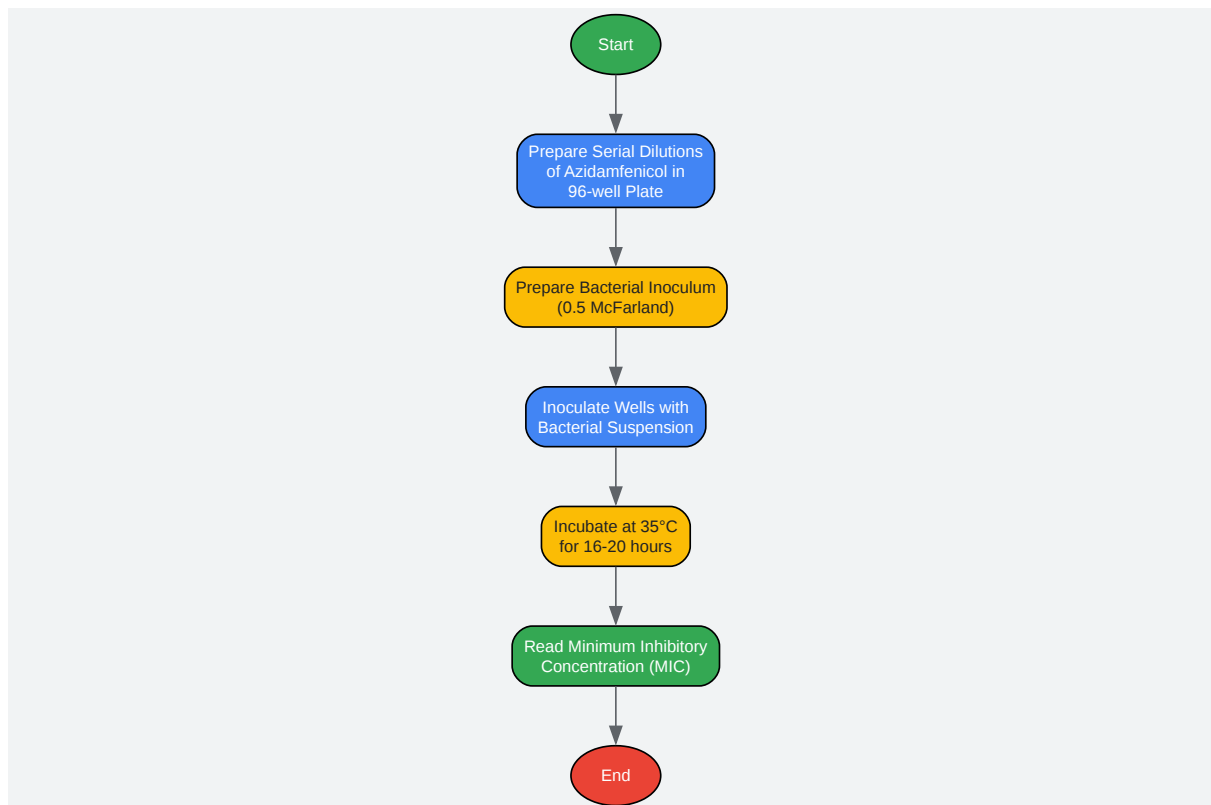 Start
Prepare Serial Dilutions
of Azidamfenicol in
96-well Plate
Prepare Bacterial Inoculum
(0.5 McFarland)
Inoculate Wells with
Bacterial Suspension
Incubate at 35°C
for 16-20 hours
Read Minimum Inhibitory
Concentration (MIC)
End